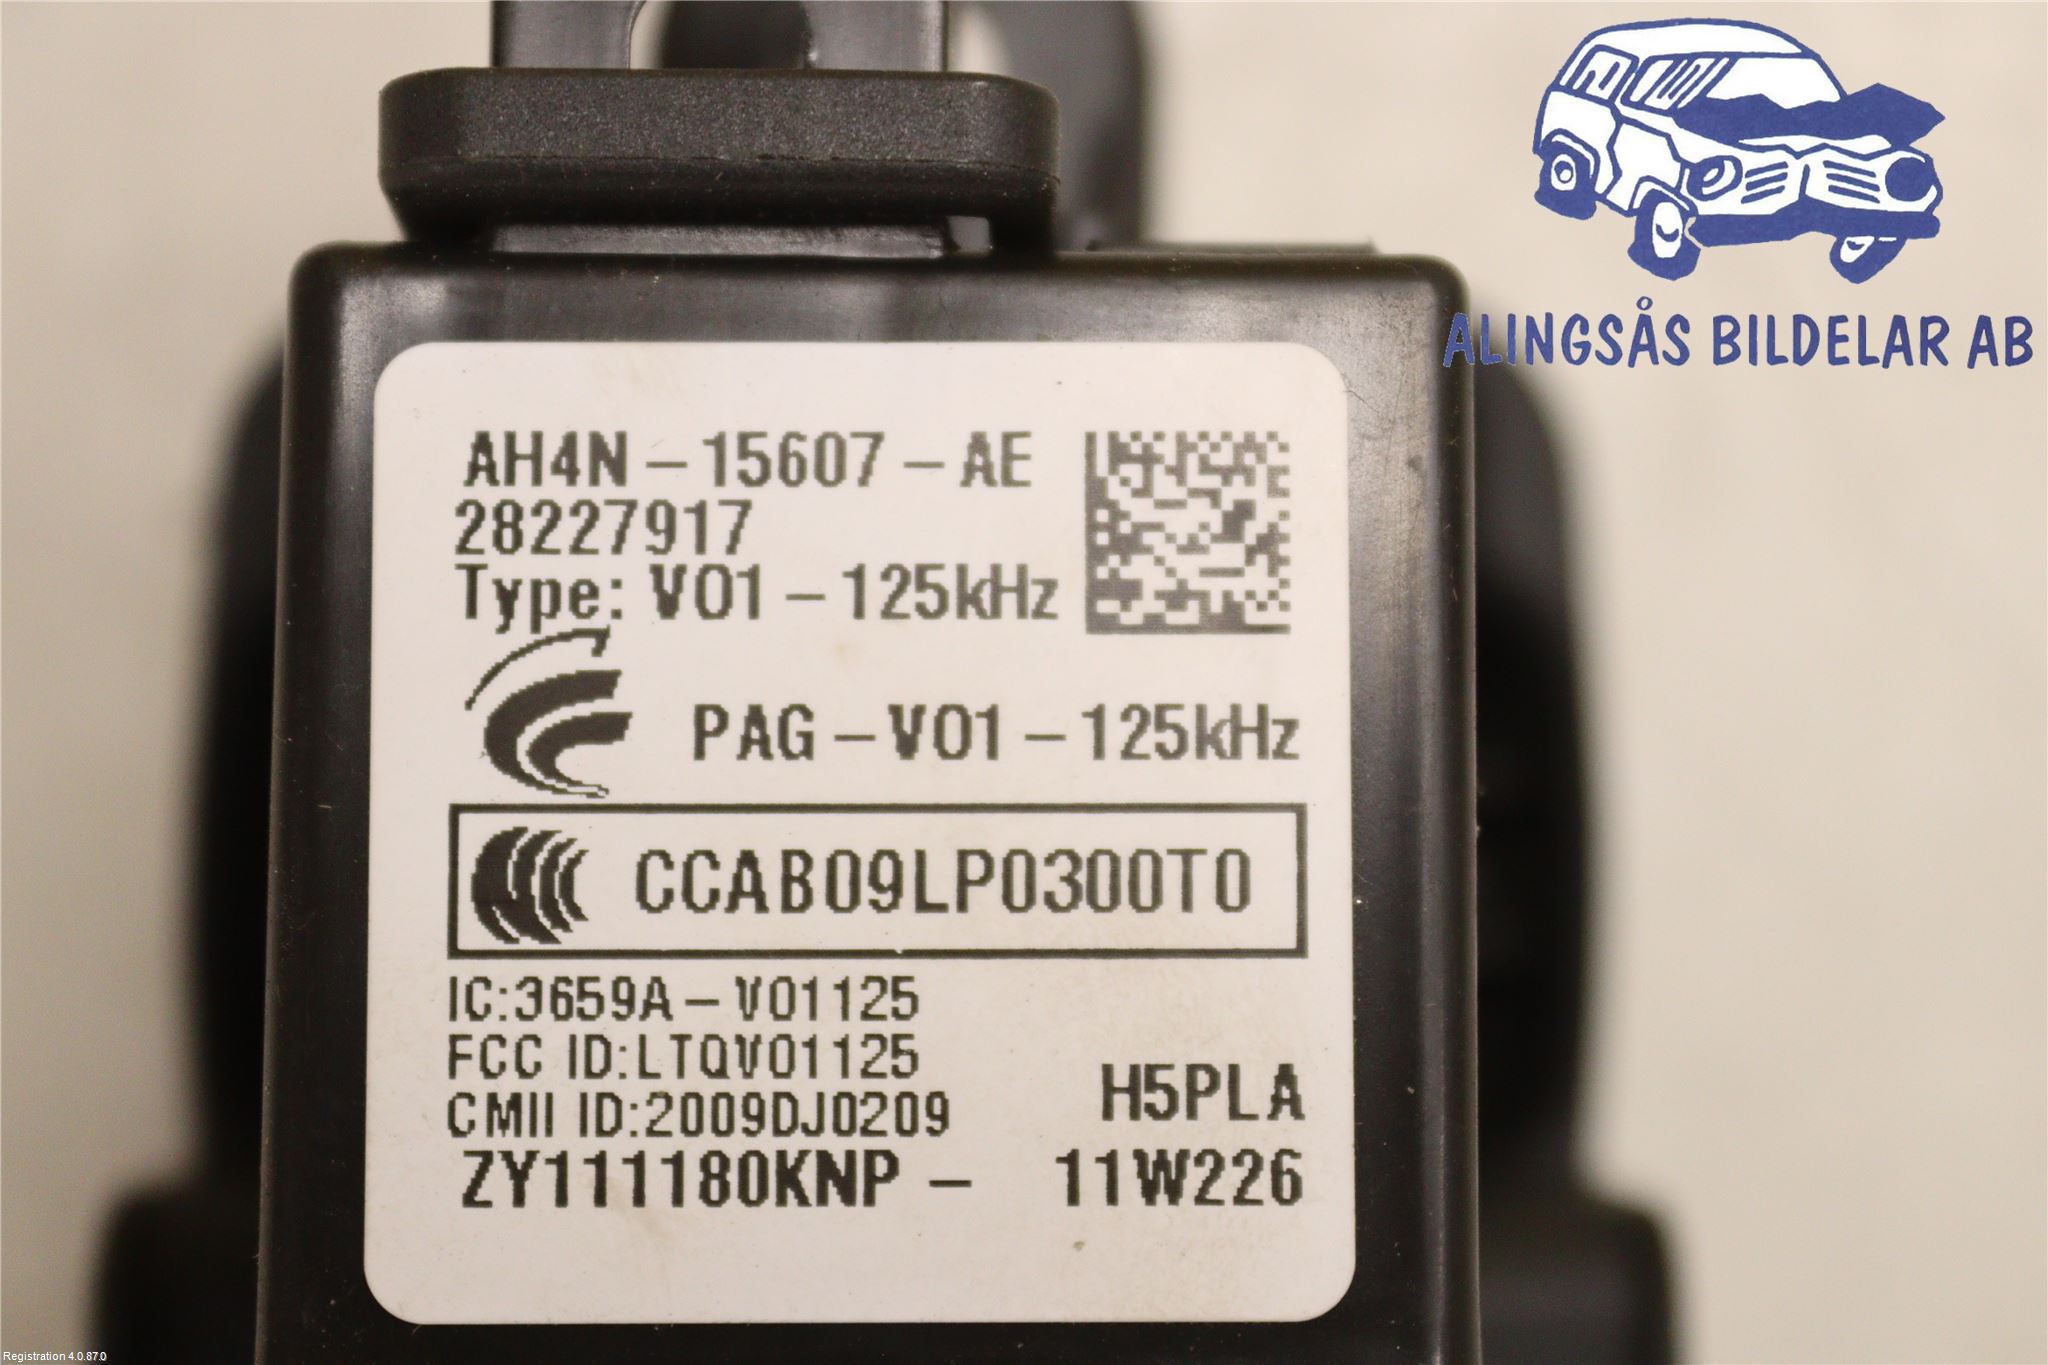 ALINGSÅS BILDELAR AB
AH4N-15607-AE
28227917
Type: V01-125kHz
PAG-V01-125kHz
CCAB09LP0300T0
IC:3659A-V01125
FCC ID:LTQV01125
CMII ID:2009DJ0209
H5PLA
ZY111180KNP- 11W226
Registration 4.0.87.0